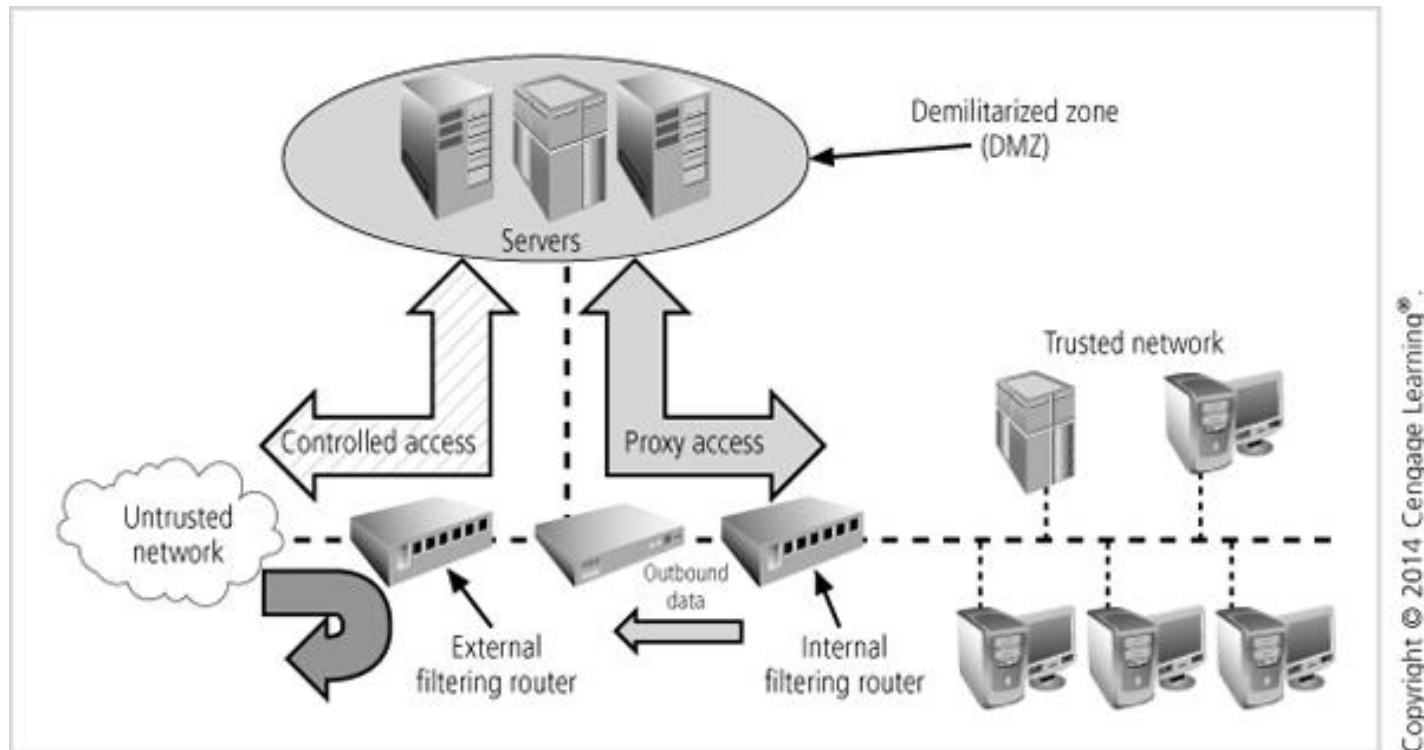 Demilitarized zone
(DMZ)
Servers
Trusted network
Controlled access
Proxy access
Untrusted
network
Outbound
data
External
filtering router
Internal
filtering router
Copyright © 2014 Cengage Learning®.